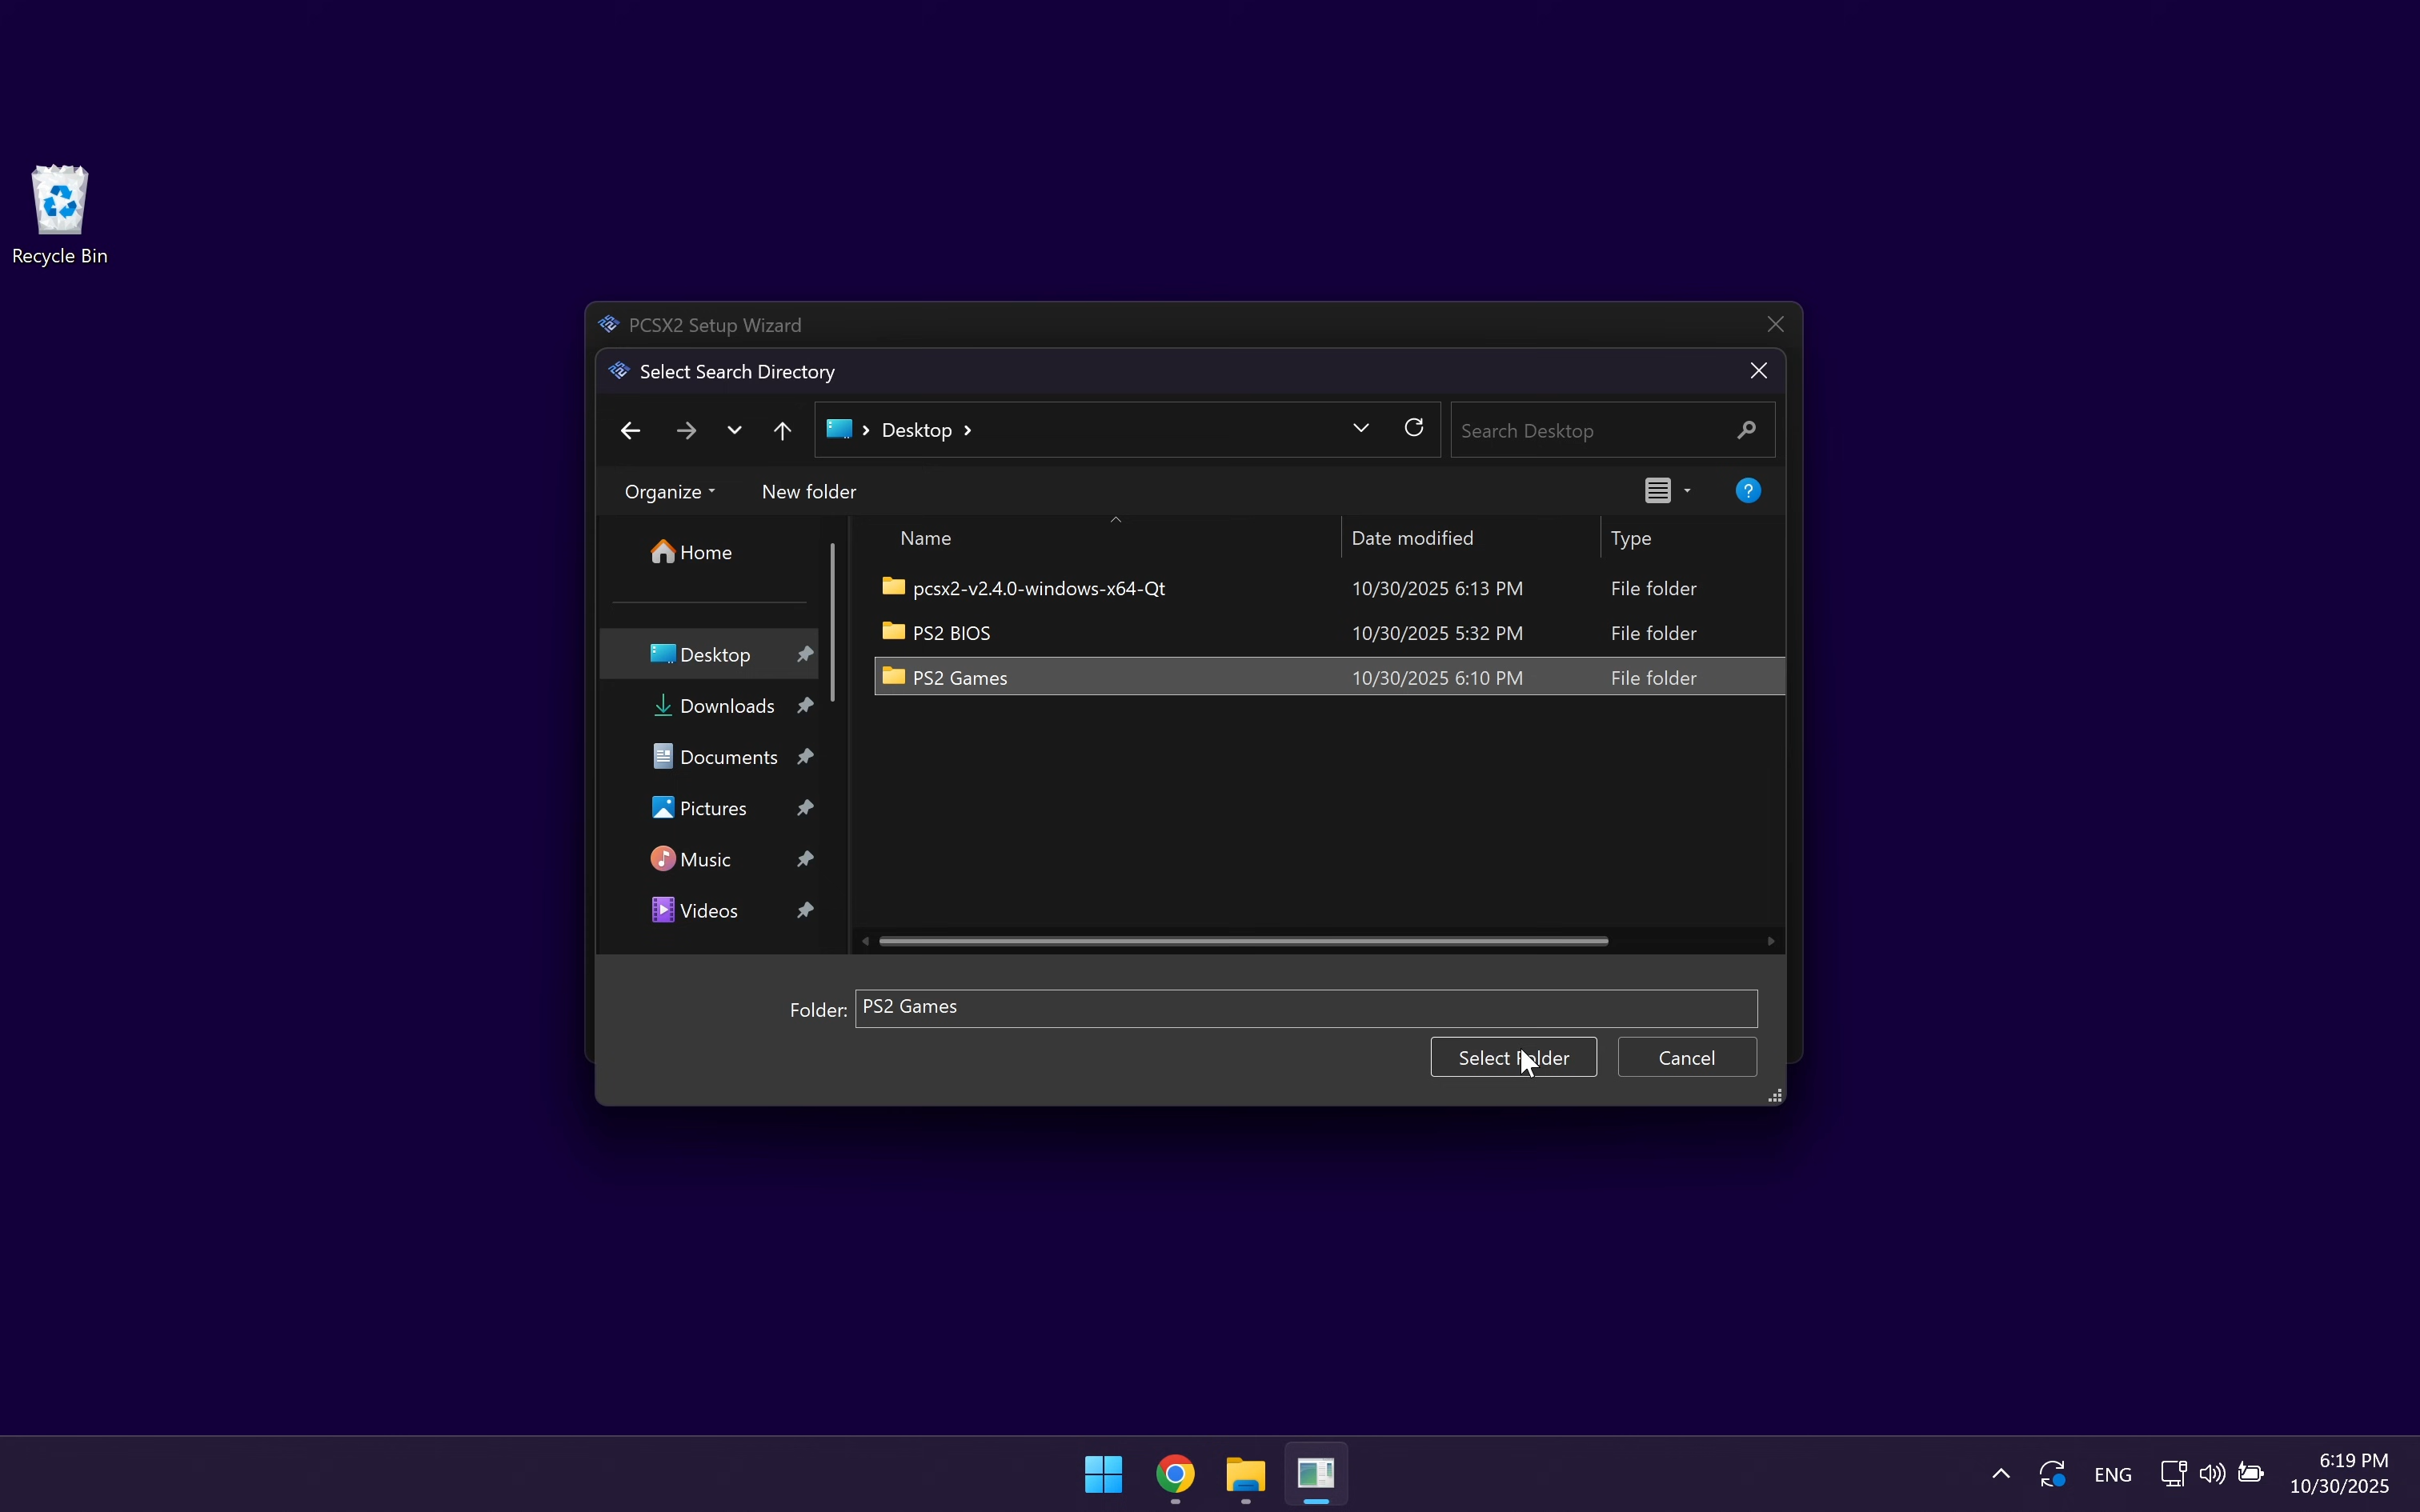 Recycle Bin
PCSX2 Setup Wizard
Select Search Directory
Desktop
Search Desktop
Organize
New folder
Home
Desktop
Downloads
Documents
Pictures
Music
Videos
Name Date modified Type
pcsx2-v2.4.0-windows-x64-Qt 10/30/2025 6:13 PM File folder
PS2 BIOS 10/30/2025 5:32 PM File folder
PS2 Games 10/30/2025 6:10 PM File folder
Folder: PS2 Games
Select Folder
Cancel
ENG
6:19 PM
10/30/2025